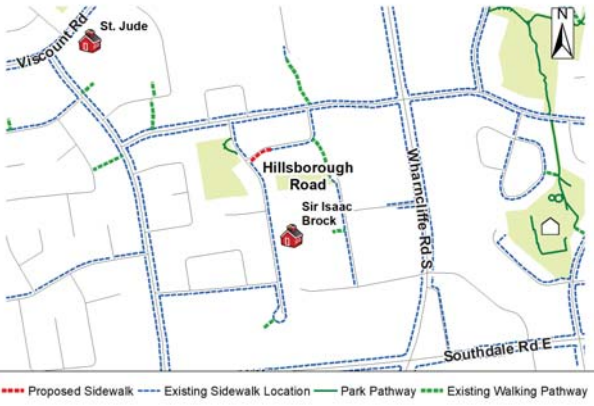 N
St. Jude
Viscount Rd
Hillsborough
Road
Wharncliffe Rd S
Sir Isaac
Brock
Southdale Rd E
Proposed Sidewalk
Existing Sidewalk Location
Park Pathway
Existing Walking Pathway